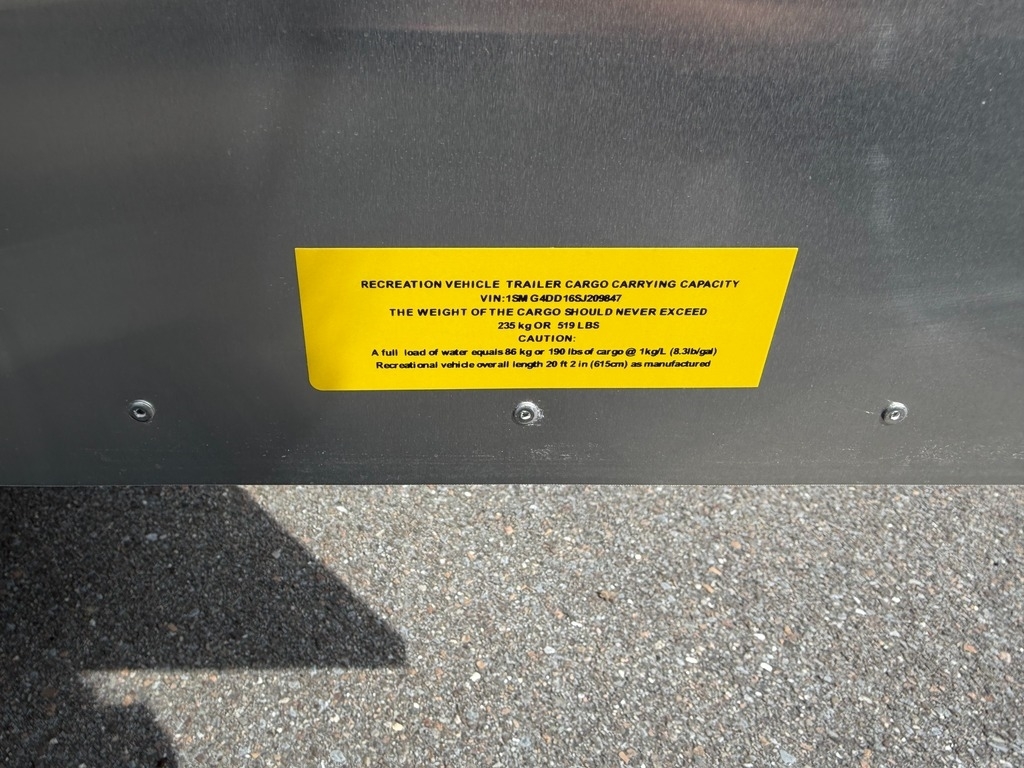 RECREATION VEHICLE TRAILER CARGO CARRYING CAPACITY
VIN:1SMG4DD16SJ209847
THE WEIGHT OF THE CARGO SHOULD NEVER EXCEED
235 kg OR 519 LBS
CAUTION:
A full load of water equals 86 kg or 190 lbs of cargo @ 1kg/L (8.3lb/gal)
Recreational vehicle overall length 20 ft 2 in (615cm) as manufactured